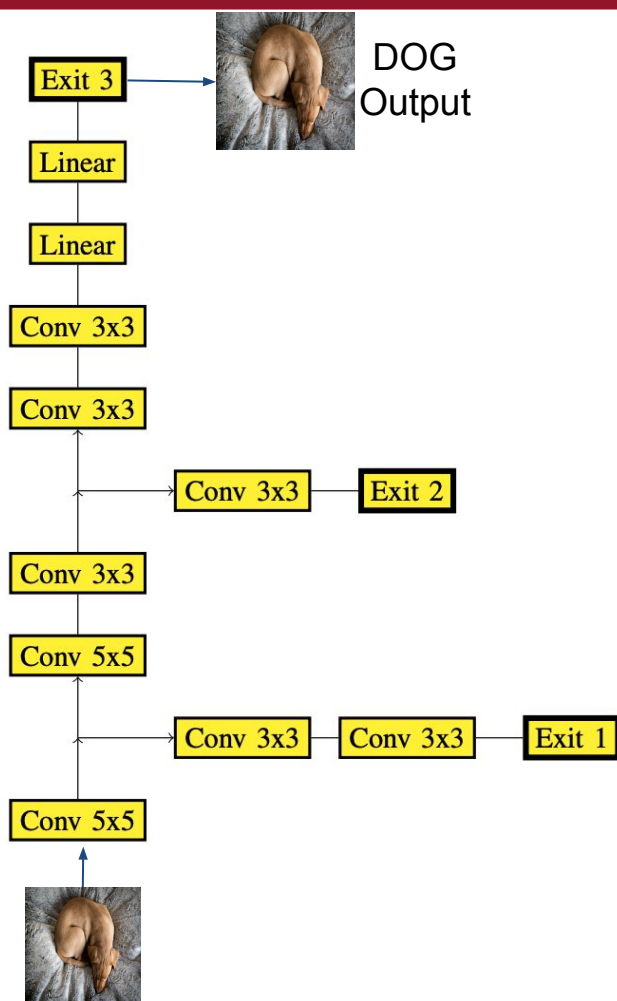 DOG
Output
Exit 3
Linear
Linear
Conv 3x3
Conv 3x3
Conv 3x3
Exit 2
Conv 3x3
Conv 5x5
Conv 3x3
Conv 3x3
Exit 1
Conv 5x5